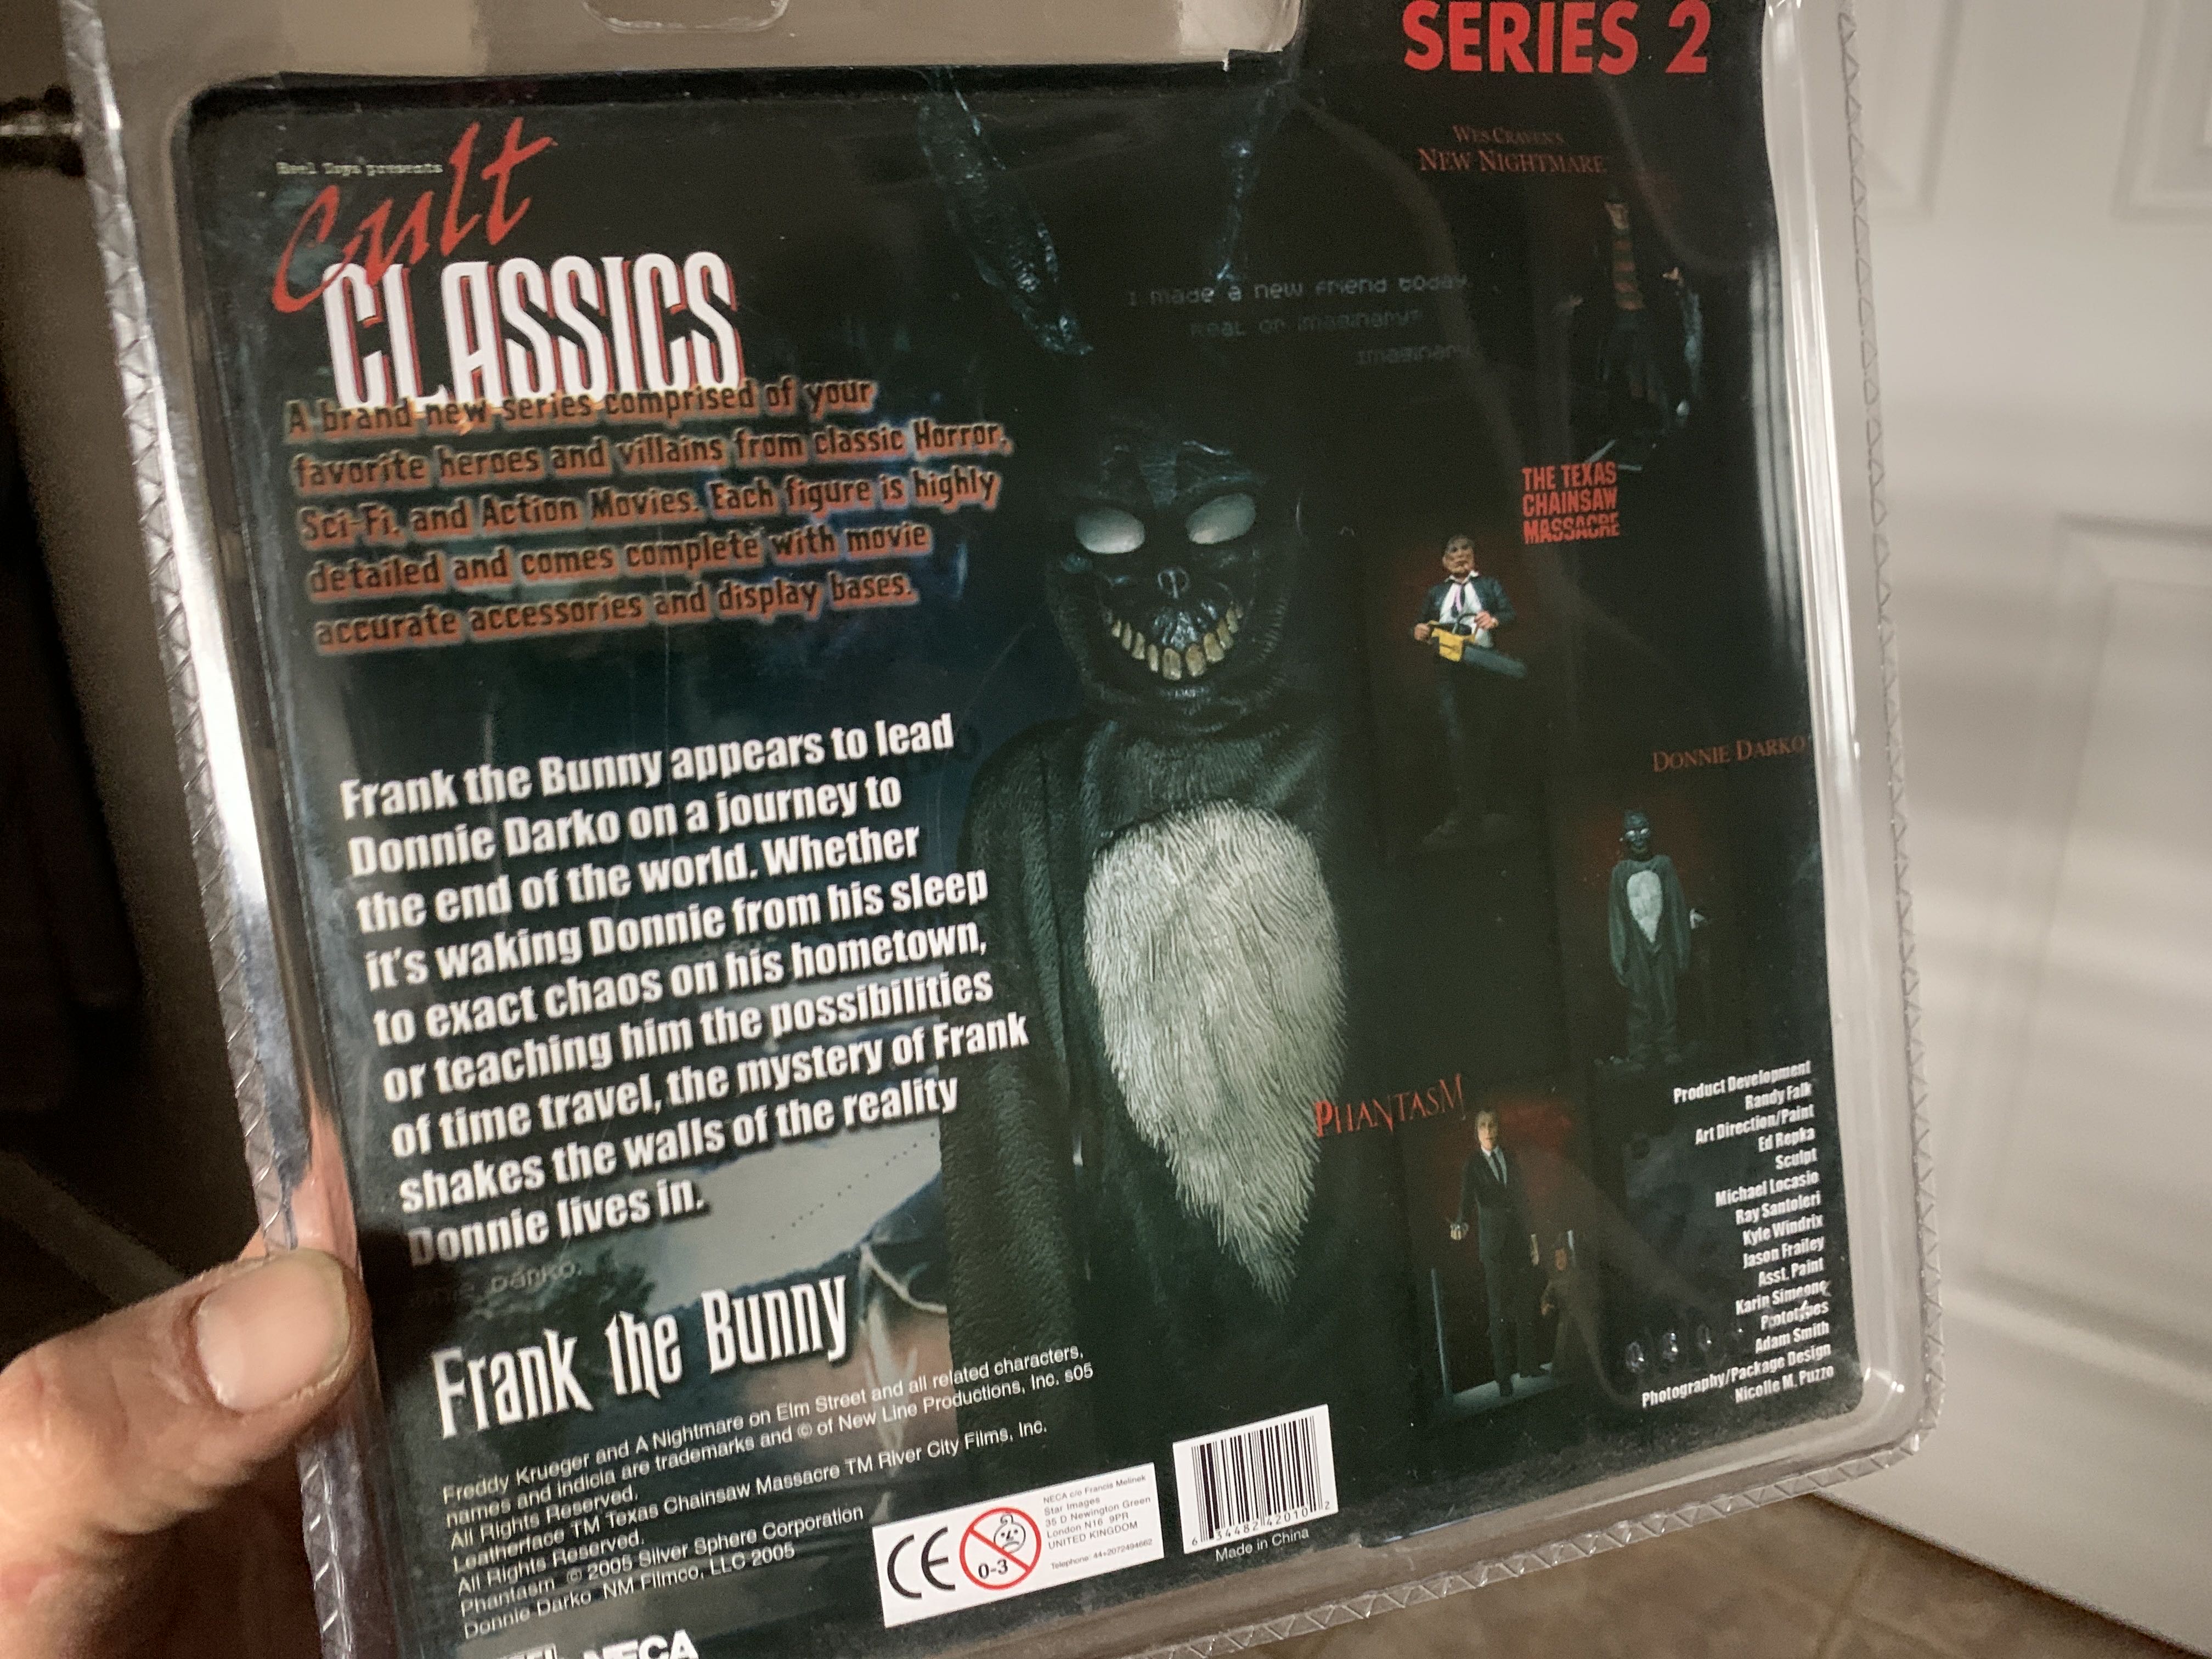 SERIES 2
Reel Toys presents
Cult
CLASSICS
A brand new series comprised of your
favorite heroes and villains from classic Horror,
Sci-Fi, and Action Movies. Each figure is highly
detailed and comes complete with movie
accurate accessories and display bases.
Frank the Bunny appears to lead
Donnie Darko on a journey to
the end of the world. Whether
it's waking Donnie from his sleep
to exact chaos on his hometown,
or teaching him the possibilities
of time travel, the mystery of Frank
shakes the walls of the reality
Donnie lives in.
Darko.
Frank the Bunny
I made a new friend today.
Real or imaginary?
Imaginary.
WES CRAVEN'S
NEW NIGHTMARE
THE TEXAS
CHAINSAW
MASSACRE
DONNIE DARKO
PHANTASM
Product Development
Randy Falk
Art Direction/Paint
Ed Repka
Sculpt
Michael Locasio
Ray Santoleri
Kyle Windrix
Jason Frailey
Asst. Paint
Karin Simeone
Prototypes
Adam Smith
Photography/Package Design
Nicolle M. Puzzo
Freddy Krueger and A Nightmare on Elm Street and all related characters,
names and indicia are trademarks and © of New Line Productions, Inc. s05
All Rights Reserved.
Leatherface TM Texas Chainsaw Massacre TM River City Films, Inc.
All Rights Reserved.
Phantasm © 2005 Silver Sphere Corporation
Donnie Darko NM Filmco, LLC 2005
NECA
CE
0-3
NECA c/o Francis Melinek
Star Images
35 D Newington Green
London N16 9PR
UNITED KINGDOM
Telephone: 44+2072494662
6 34482 42010 2
Made in China